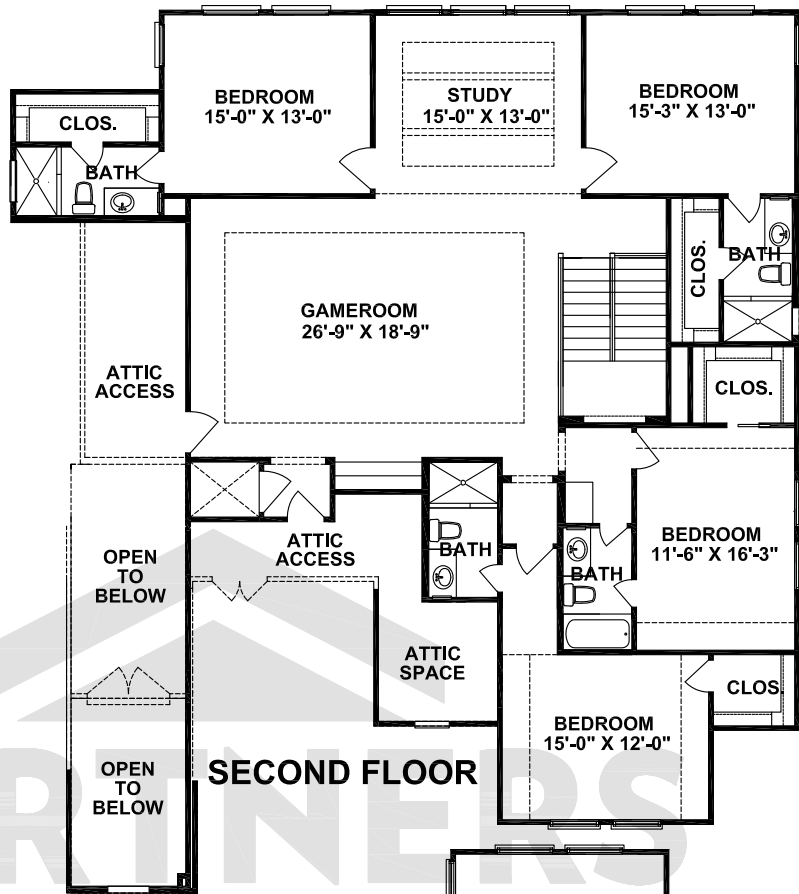 BEDROOM
15'-0" X 13'-0"
STUDY
15'-0" X 13'-0"
BEDROOM
15'-3" X 13'-0"
CLOS.
BATH
CLOS.
BATH
GAMEROOM
26'-9" X 18'-9"
ATTIC
ACCESS
CLOS.
ATTIC
ACCESS
BATH
BEDROOM
11'-6" X 16'-3"
BATH
OPEN
TO
BELOW
ATTIC
SPACE
CLOS.
BEDROOM
15'-0" X 12'-0"
OPEN
TO
BELOW
SECOND FLOOR
RTNERS